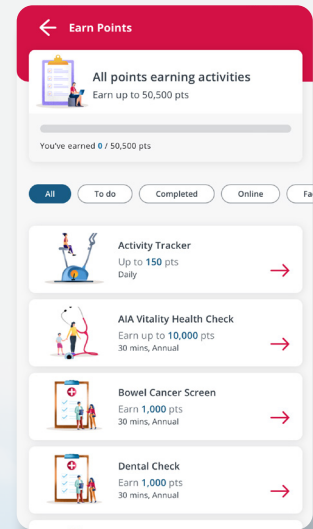 Earn Points
All points earning activities
Earn up to 50,500 pts
You've earned 0 / 50,500 pts
All
To do
Completed
Online
Fa
Activity Tracker
Up to 150 pts
Daily
AIA Vitality Health Check
Earn up to 10,000 pts
30 mins, Annual
Bowel Cancer Screen
Earn 1,000 pts
30 mins, Annual
Dental Check
Earn 1,000 pts
30 mins, Annual